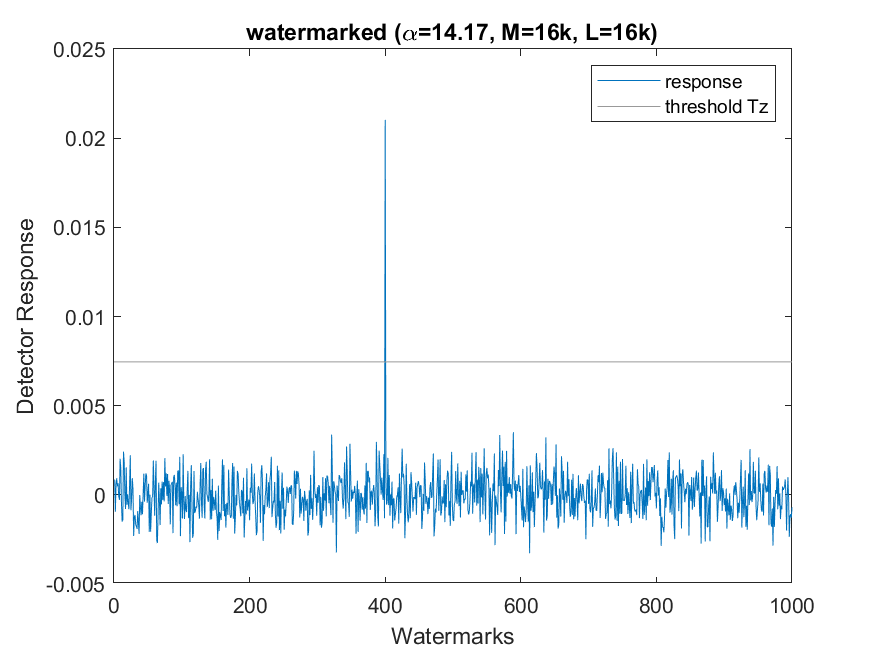 watermarked (α=14.17, M=16k, L=16k)
0.025
0.02
0.015
0.01
0.005
0
-0.005
Detector Response
response
threshold Tz
0 200 400 600 800 1000
Watermarks